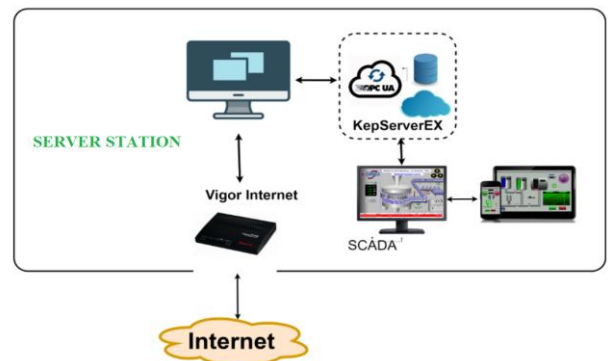 OPC UA
KepServerEX
SERVER STATION
Vigor Internet
SCADA
Internet